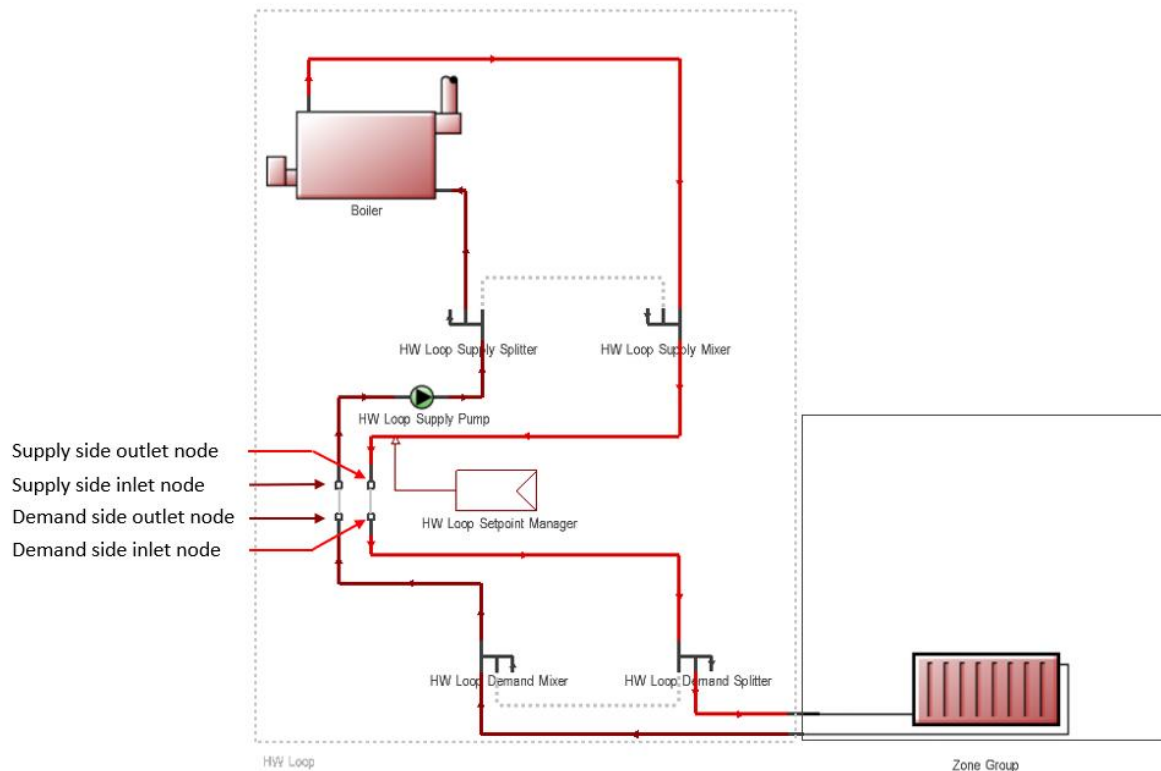 Boiler
HW Loop Supply Splitter
HW Loop Supply Mixer
HW Loop Supply Pump
Supply side outlet node
Supply side inlet node
Demand side outlet node
Demand side inlet node
HW Loop Setpoint Manager
HW Loop Demand Mixer
HW Loop Demand Splitter
HW Loop
Zone Group